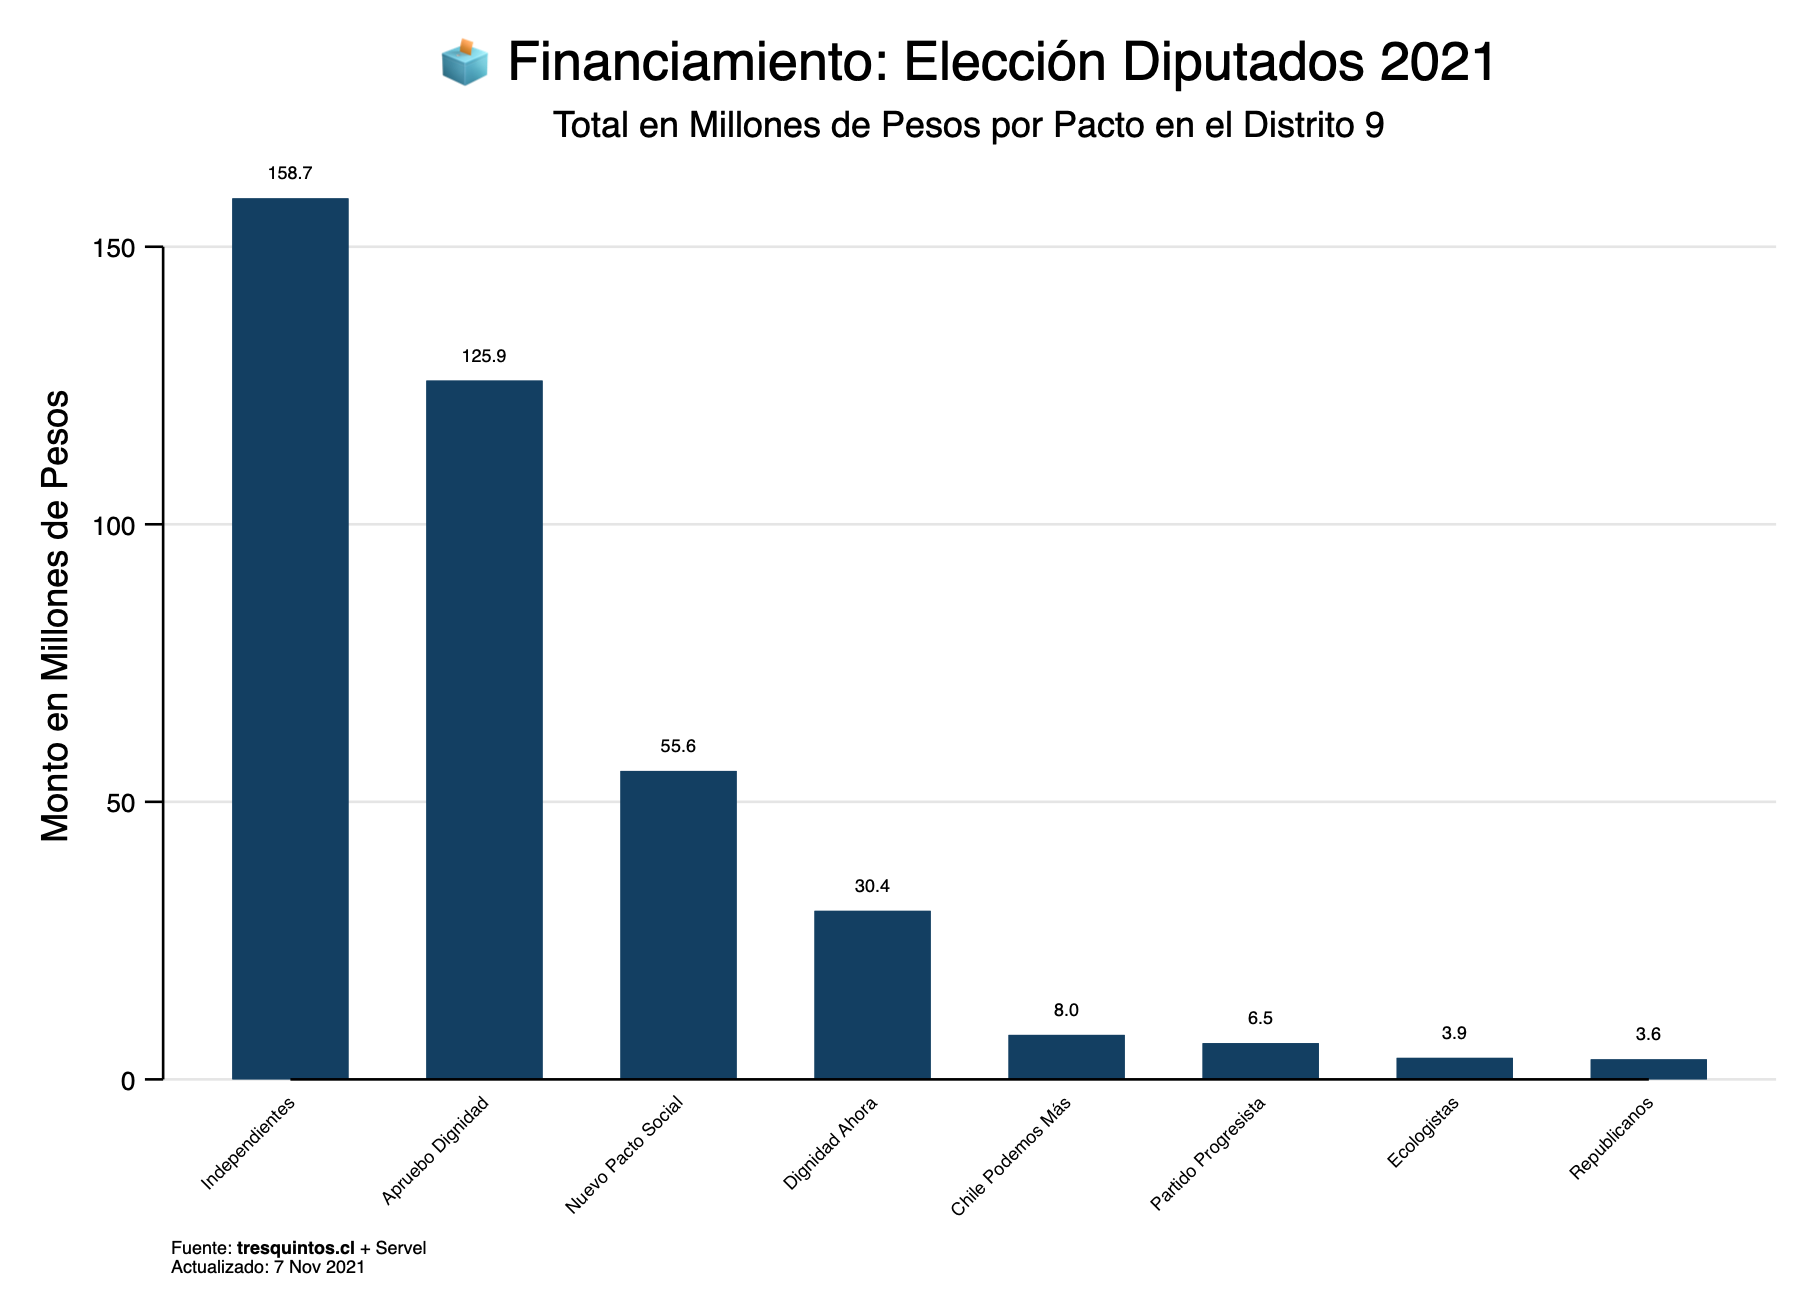 Financiamiento: Elección Diputados 2021
Total en Millones de Pesos por Pacto en el Distrito 9
Monto en Millones de Pesos
150
100
50
0
158.7
125.9
55.6
30.4
8.0
6.5
3.9
3.6
Independientes
Apruebo Dignidad
Nuevo Pacto Social
Dignidad Ahora
Chile Podemos Más
Partido Progresista
Ecologistas
Republicanos
Fuente: tresquintos.cl + Servel
Actualizado: 7 Nov 2021